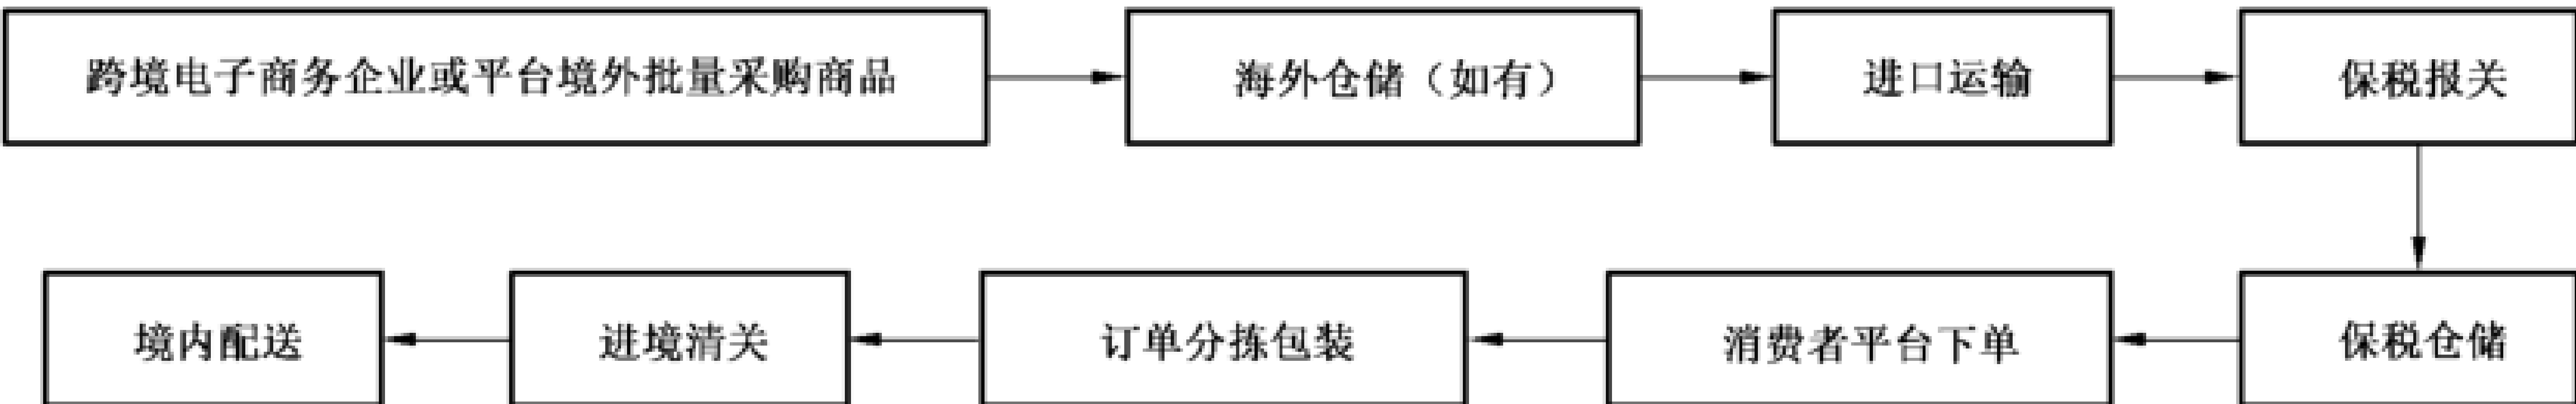 跨境电子商务企业或平台境外批量采购商品
海外仓储（如有）
进口运输
保税报关
保税仓储
消费者平台下单
订单分拣包装
进境清关
境内配送